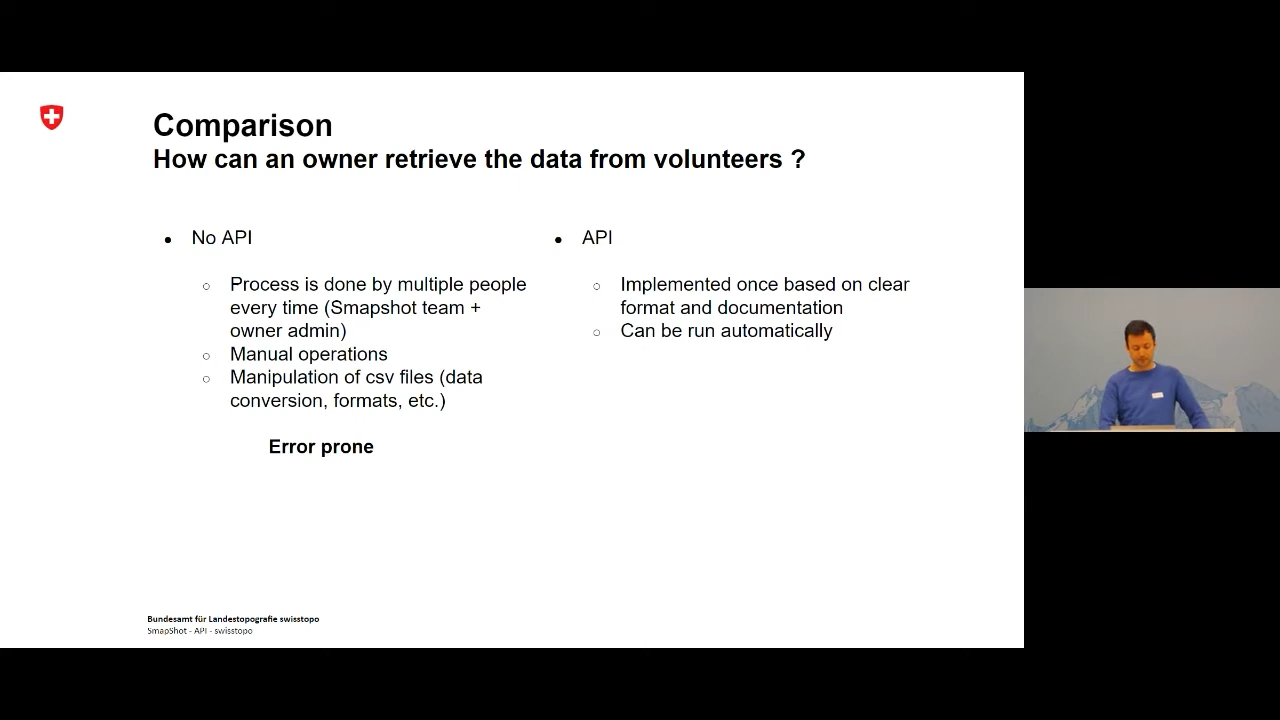 Comparison
How can an owner retrieve the data from volunteers ?
No API
Process is done by multiple people
every time (Smapshot team +
owner admin)
Manual operations
Manipulation of csv files (data
conversion, formats, etc.)
Error prone
API
Implemented once based on clear
format and documentation
Can be run automatically
Bundesamt für Landestopografie swisstopo
SmapShot - API - swisstopo